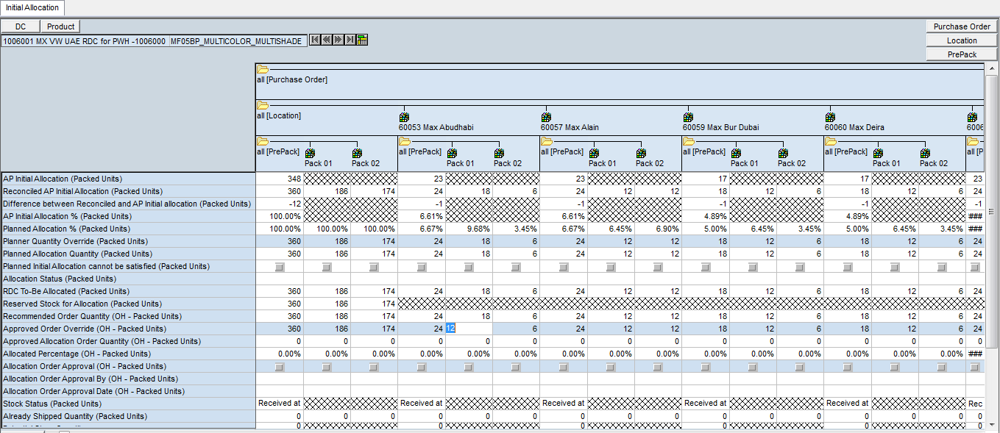 Initial Allocation
DC Product Purchase Order
1006001 MX VW UAE RDC for PWH -1006000 MF05BP_MULTICOLOR_MULTISHADE Location
PrePack
all [Purchase Order]
all [Location] 60053 Max Abudhabi 60057 Max Alain 60059 Max Bur Dubai 60060 Max Deira 6006
all [PrePack] Pack 01 Pack 02 all [PrePack] Pack 01 Pack 02 all [PrePack] Pack 01 Pack 02 all [PrePack] Pack 01 Pack 02 all [PrePack] Pack 01 Pack 02 all [P
AP Initial Allocation (Packed Units) 348 23 23 17 17 23
Reconciled AP Initial Allocation (Packed Units) 360 186 174 24 18 6 24 12 12 18 12 6 18 12 6 24
Difference between Reconciled and AP Initial allocation (Packed Units) -12 -1 -1 -1 -1 -1
AP Initial Allocation % (Packed Units) 100.00% 6.61% 6.61% 4.89% 4.89% ###
Planned Allocation % (Packed Units) 100.00% 100.00% 100.00% 6.67% 9.68% 3.45% 6.67% 6.45% 6.90% 5.00% 6.45% 3.45% 5.00% 6.45% 3.45% ###
Planner Quantity Override (Packed Units) 360 186 174 24 18 6 24 12 12 18 12 6 18 12 6 24
Planned Allocation Quantity (Packed Units) 360 186 174 24 18 6 24 12 12 18 12 6 18 12 6 24
Planned Initial Allocation cannot be satisfied (Packed Units)
Allocation Status (Packed Units)
RDC To-Be Allocated (Packed Units) 360 186 174 24 18 6 24 12 12 18 12 6 18 12 6 24
Reserved Stock for Allocation (Packed Units) 360 186 174
Recommended Order Quantity (OH - Packed Units) 360 186 174 24 18 6 24 12 12 18 12 6 18 12 6 24
Approved Order Override (OH - Packed Units) 360 186 174 24 12 6 24 12 12 18 12 6 18 12 6 24
Approved Allocation Order Quantity (OH - Packed Units) 0 0 0 0 0 0 0 0 0 0 0 0 0 0 0 0
Allocated Percentage (OH - Packed Units) 0.00% 0.00% 0.00% 0.00% 0.00% 0.00% 0.00% 0.00% 0.00% 0.00% 0.00% 0.00% 0.00% 0.00% 0.00% ###
Allocation Order Approval (OH - Packed Units)
Allocation Order Approval By (OH - Packed Units)
Allocation Order Approval Date (OH - Packed Units)
Stock Status (Packed Units) Received at Received at Received at Received at Received at Rec
Already Shipped Quantity (Packed Units) 0 0 0 0 0 0 0 0 0 0 0 0 0 0 0 0
0 0 0 0 0 0